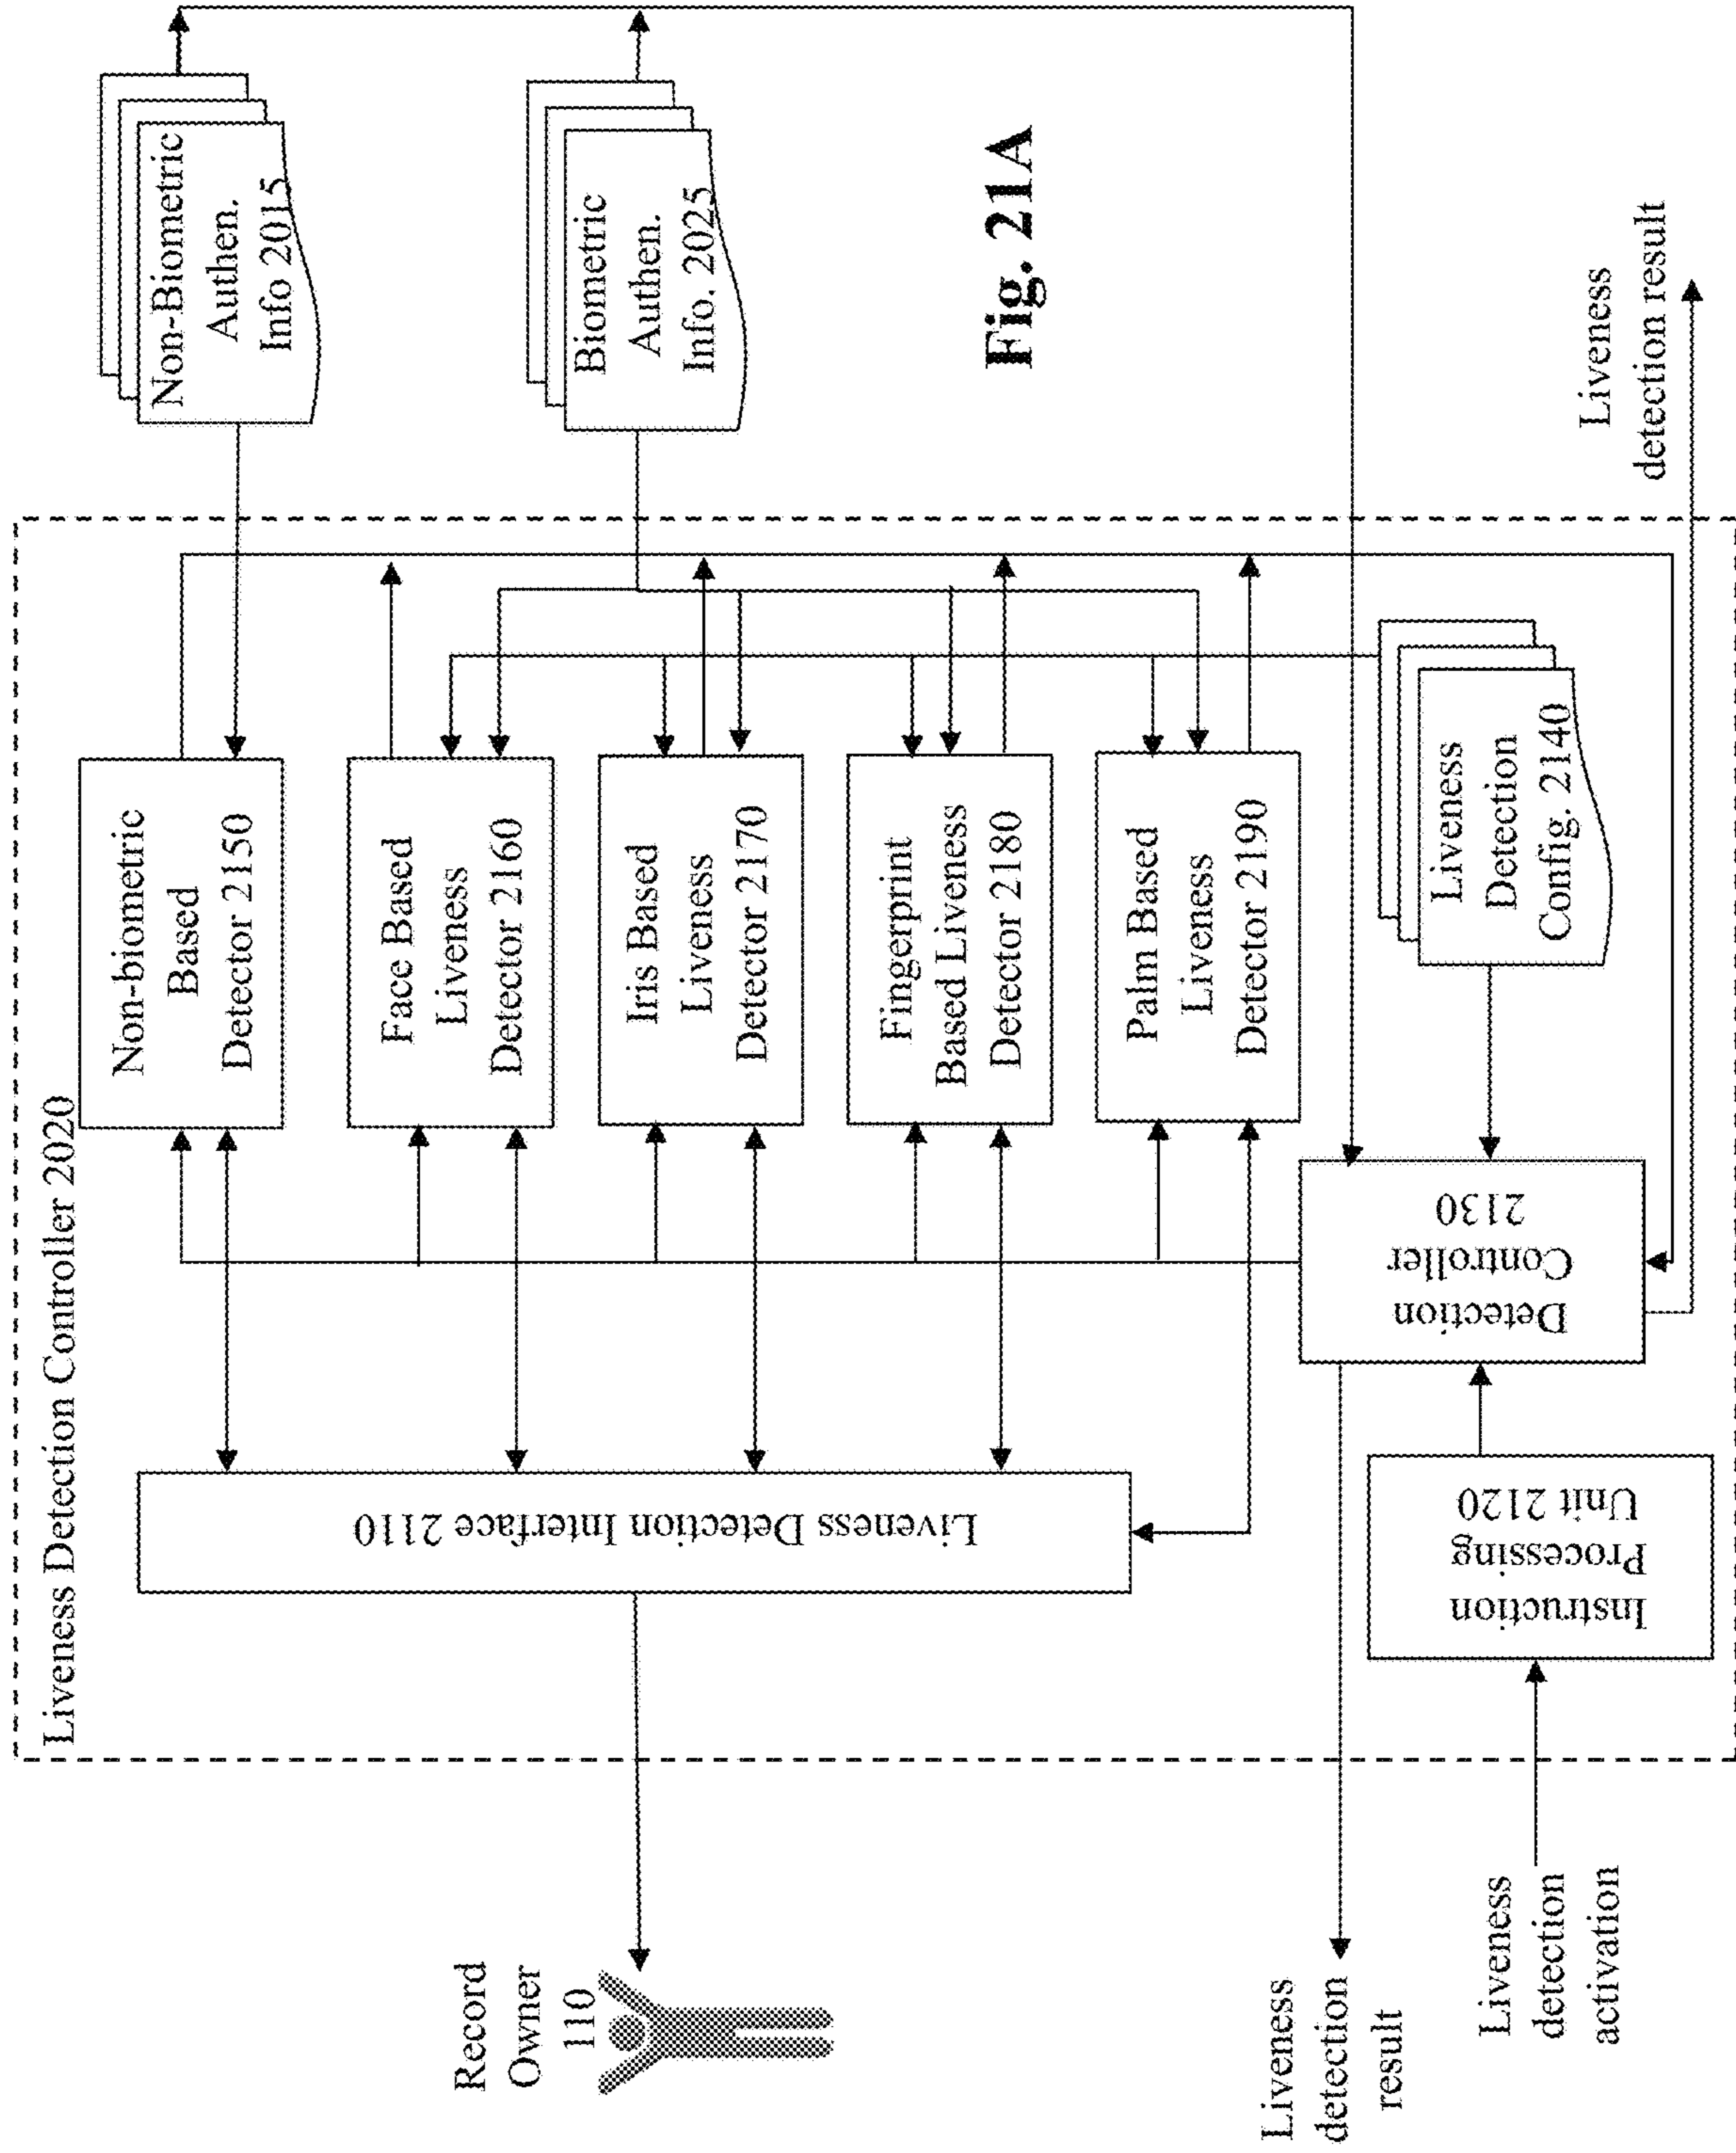 Liveness Detection Controller 2020
Record
Owner
110
Liveness Detection Interface 2110
Non-biometric
Based
Detector 2150
Face Based
Liveness
Detector 2160
Iris Based
Liveness
Detector 2170
Fingerprint
Based Liveness
Detector 2180
Palm Based
Liveness
Detector 2190
Non-Biometric
Authen.
Info 2015
Biometric
Authen.
Info. 2025
Liveness
detection
result
Liveness
detection
activation
Instruction
Processing
Unit 2120
Detection
Controller
2130
Liveness
Detection
Config. 2140
Liveness
detection result
Fig. 21A